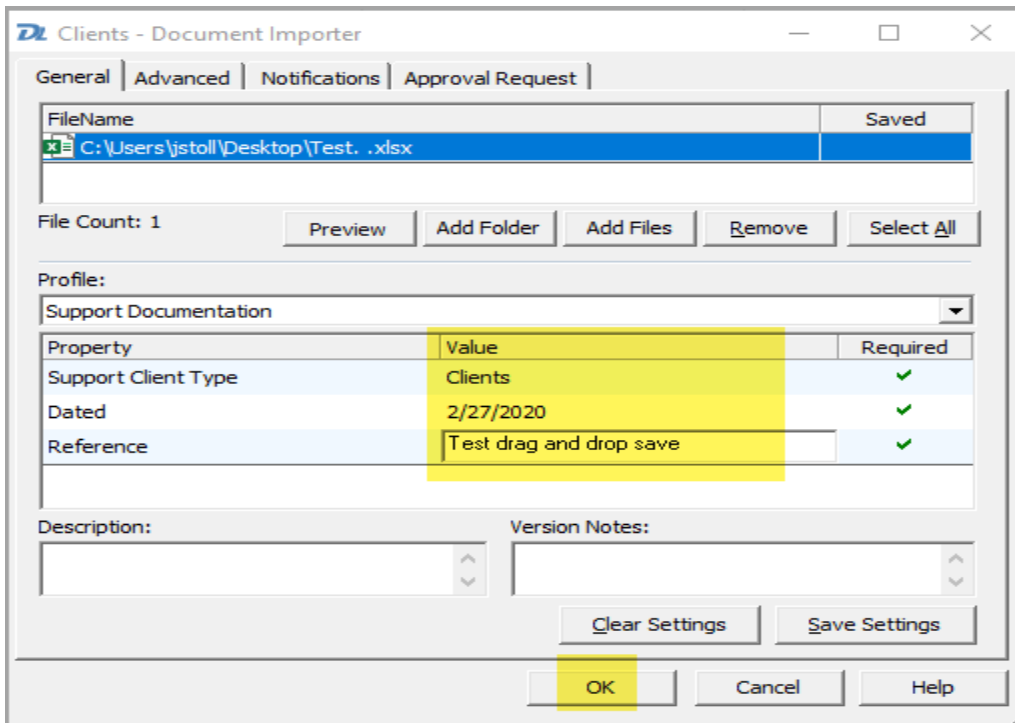 DL Clients - Document Importer
General Advanced Notifications Approval Request
FileName Saved
C:\Users\jstoll\Desktop\Test. .xlsx
File Count: 1 Preview Add Folder Add Files Remove Select All
Profile:
Support Documentation
Property Value Required
Support Client Type Clients
Dated 2/27/2020
Reference Test drag and drop save
Description: Version Notes:
Clear Settings Save Settings
OK Cancel Help